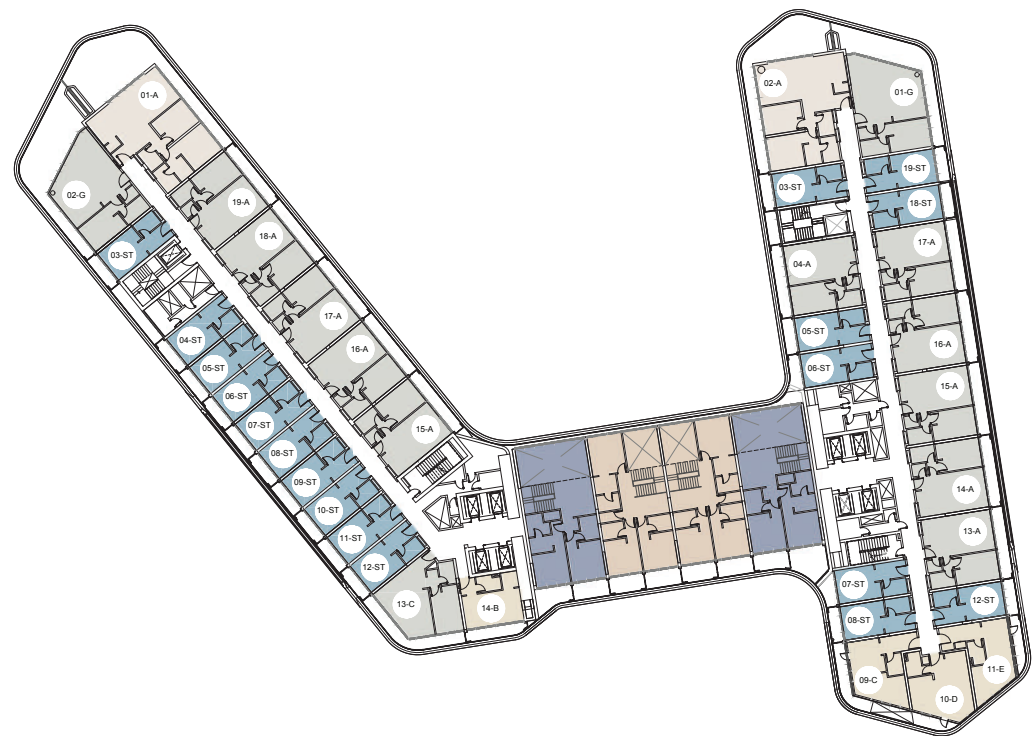 01-A
02-G
03-ST
19-A
18-A
17-A
16-A
15-A
04-ST
05-ST
06-ST
07-ST
08-ST
09-ST
10-ST
11-ST
12-ST
13-C
14-B
02-A
01-G
03-ST
19-ST
18-ST
04-A
17-A
05-ST
06-ST
16-A
15-A
14-A
13-A
07-ST
08-ST
12-ST
09-C
10-D
11-E